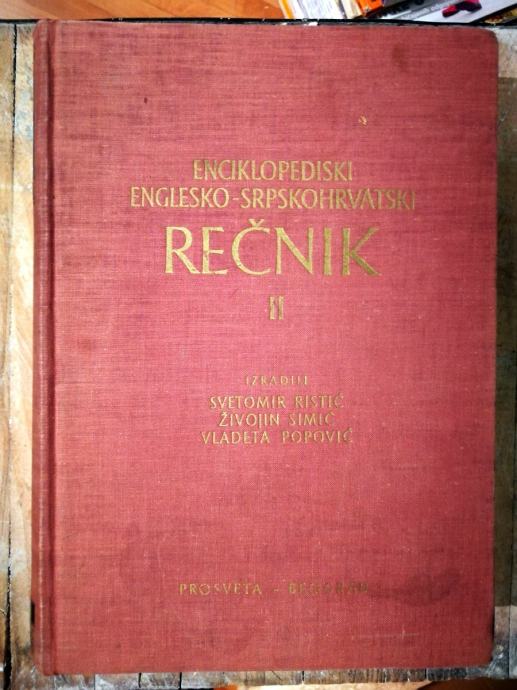 ENCIKLOPEDISKI
ENGLESKO-SRPSKOHRVATSKI
REČNIK
II
IZRADILI
SVETOMIR RISTIĆ
ŽIVOJIN SIMIĆ
VLADETA POPOVIĆ
PROSVETA - BEOGRAD